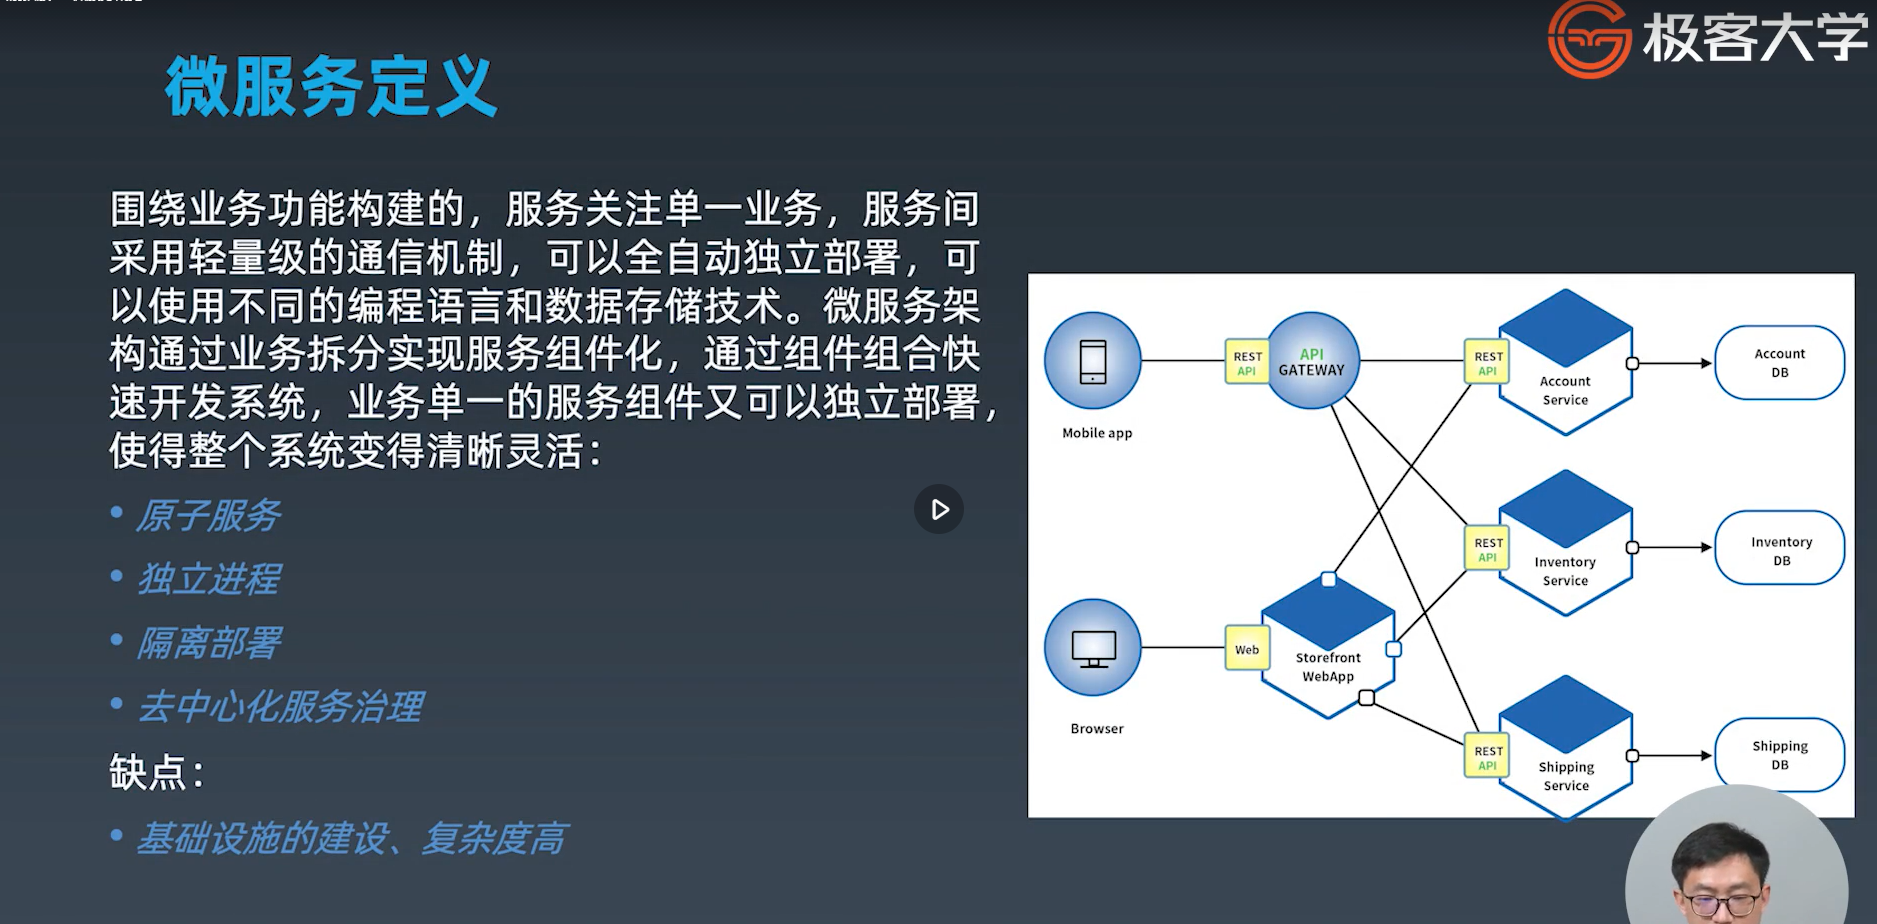 极客大学
微服务定义
围绕业务功能构建的，服务关注单一业务，服务间
采用轻量级的通信机制，可以全自动独立部署，可
以使用不同的编程语言和数据存储技术。微服务架
构通过业务拆分实现服务组件化，通过组件组合快
速开发系统，业务单一的服务组件又可以独立部署，
使得整个系统变得清晰灵活：
• 原子服务
• 独立进程
• 隔离部署
• 去中心化服务治理
缺点：
• 基础设施的建设、复杂度高
Mobile app
REST
API
API
GATEWAY
REST
API
Account
Service
Account
DB
REST
API
Inventory
Service
Inventory
DB
Browser
Web
Storefront
WebApp
REST
API
Shipping
Service
Shipping
DB